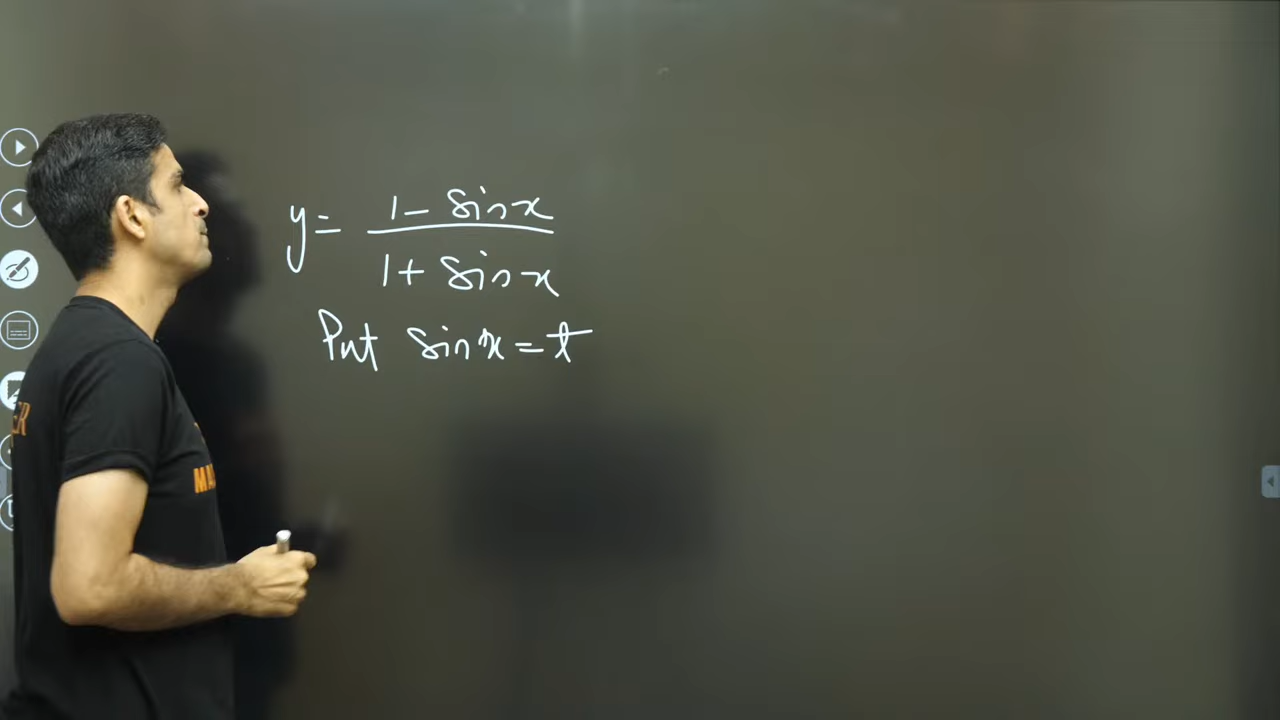 y = (1 - sin x) / (1 + sin x)
Put sin x = t